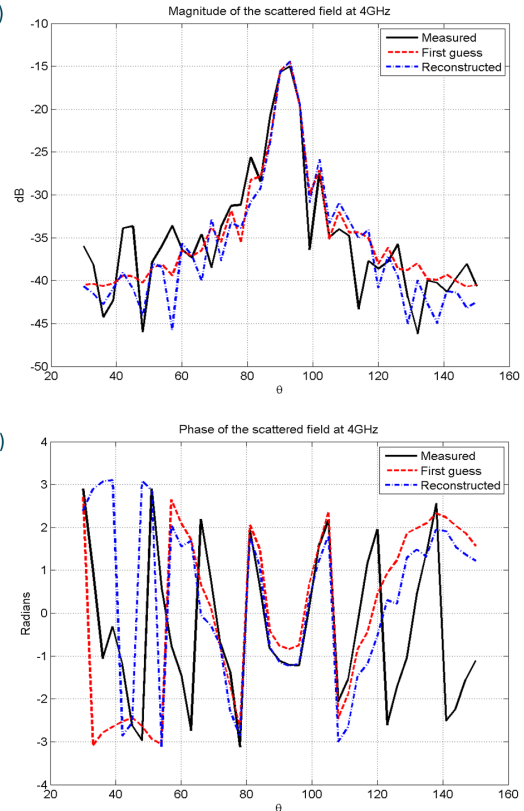 )
Magnitude of the scattered field at 4GHz
-10
-15
-20
-25
-30
-35
-40
-45
-50
dB
Measured
First guess
Reconstructed
20 40 60 80 100 120 140 160
θ
)
Phase of the scattered field at 4GHz
4
3
2
1
0
-1
-2
-3
-4
Radians
Measured
First guess
Reconstructed
20 40 60 80 100 120 140 160
θ